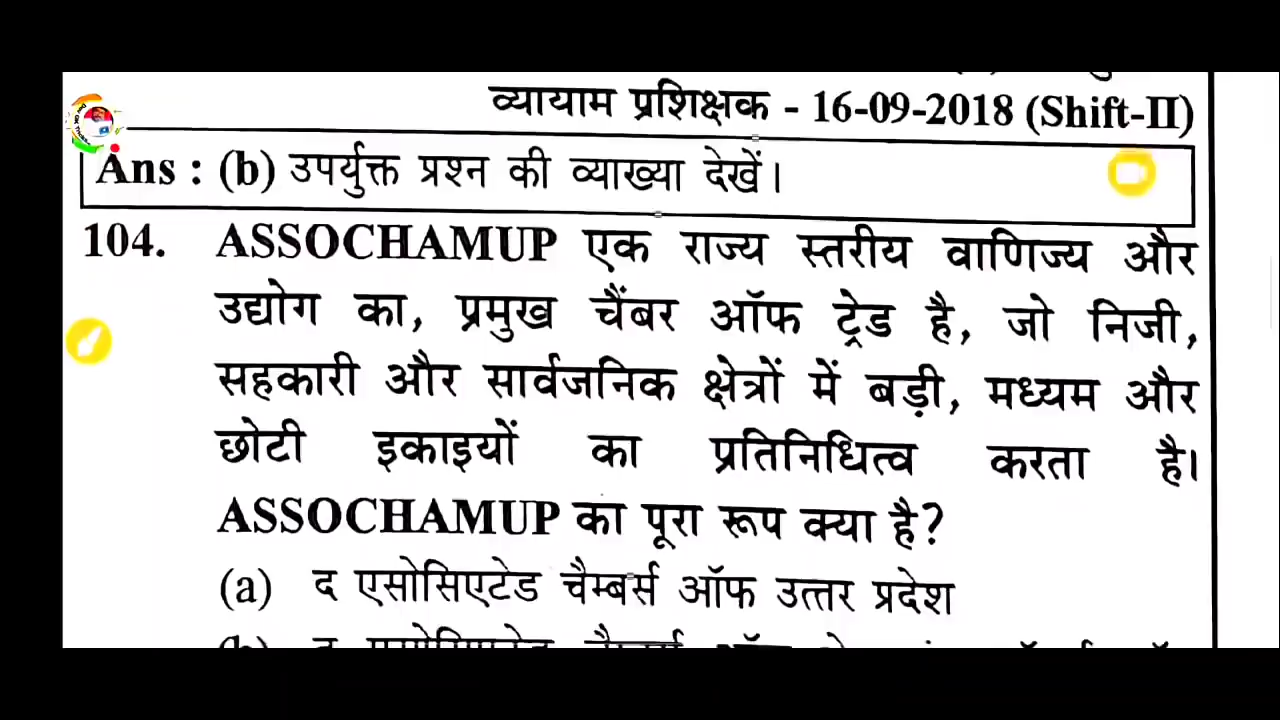 व्यायाम प्रशिक्षक - 16-09-2018 (Shift-II)
Ans : (b) उपर्युक्त प्रश्न की व्याख्या देखें।
104. ASSOCHAMUP एक राज्य स्तरीय वाणिज्य और
उद्योग का, प्रमुख चैंबर ऑफ ट्रेड है, जो निजी,
सहकारी और सार्वजनिक क्षेत्रों में बड़ी, मध्यम और
छोटी इकाइयों का प्रतिनिधित्व करता है।
ASSOCHAMUP का पूरा रूप क्या है?
(a) द एसोसिएटेड चैम्बर्स ऑफ उत्तर प्रदेश